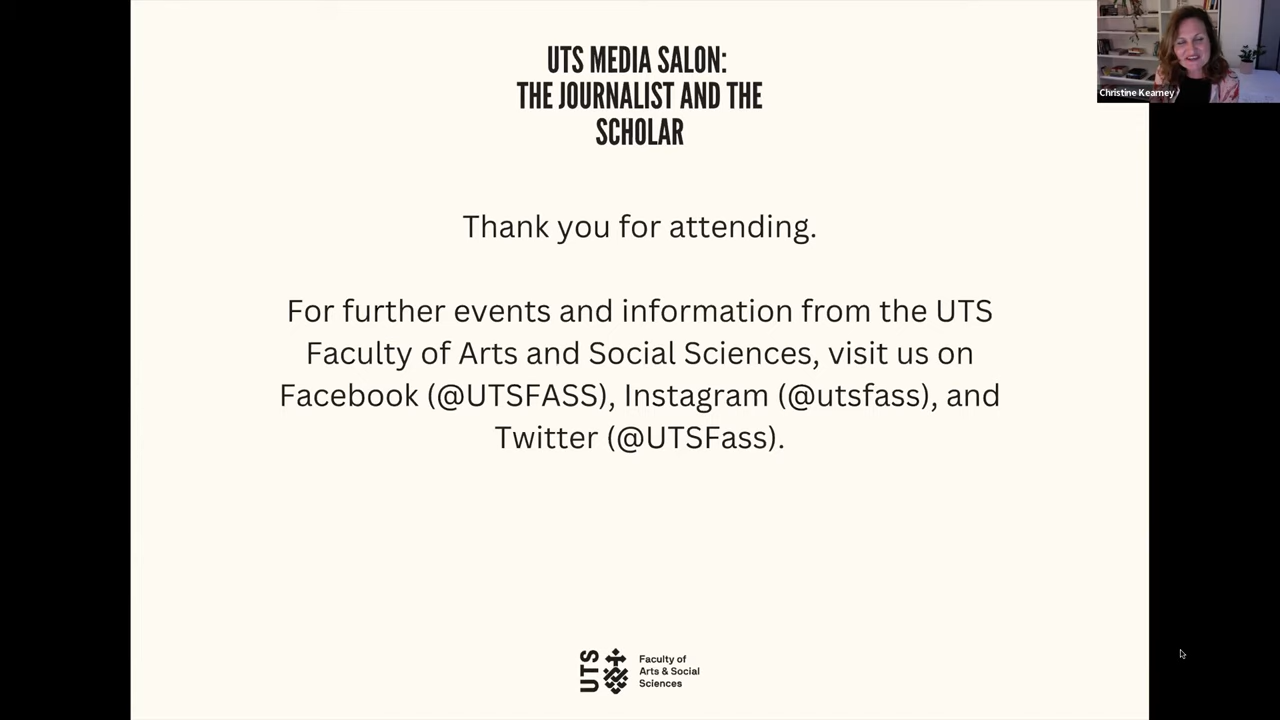 UTS MEDIA SALON:
THE JOURNALIST AND THE
SCHOLAR
Christine Kearney
Thank you for attending.
For further events and information from the UTS
Faculty of Arts and Social Sciences, visit us on
Facebook (@UTSFASS), Instagram (@utsfass), and
Twitter (@UTSFass).
UTS
Faculty of
Arts & Social
Sciences